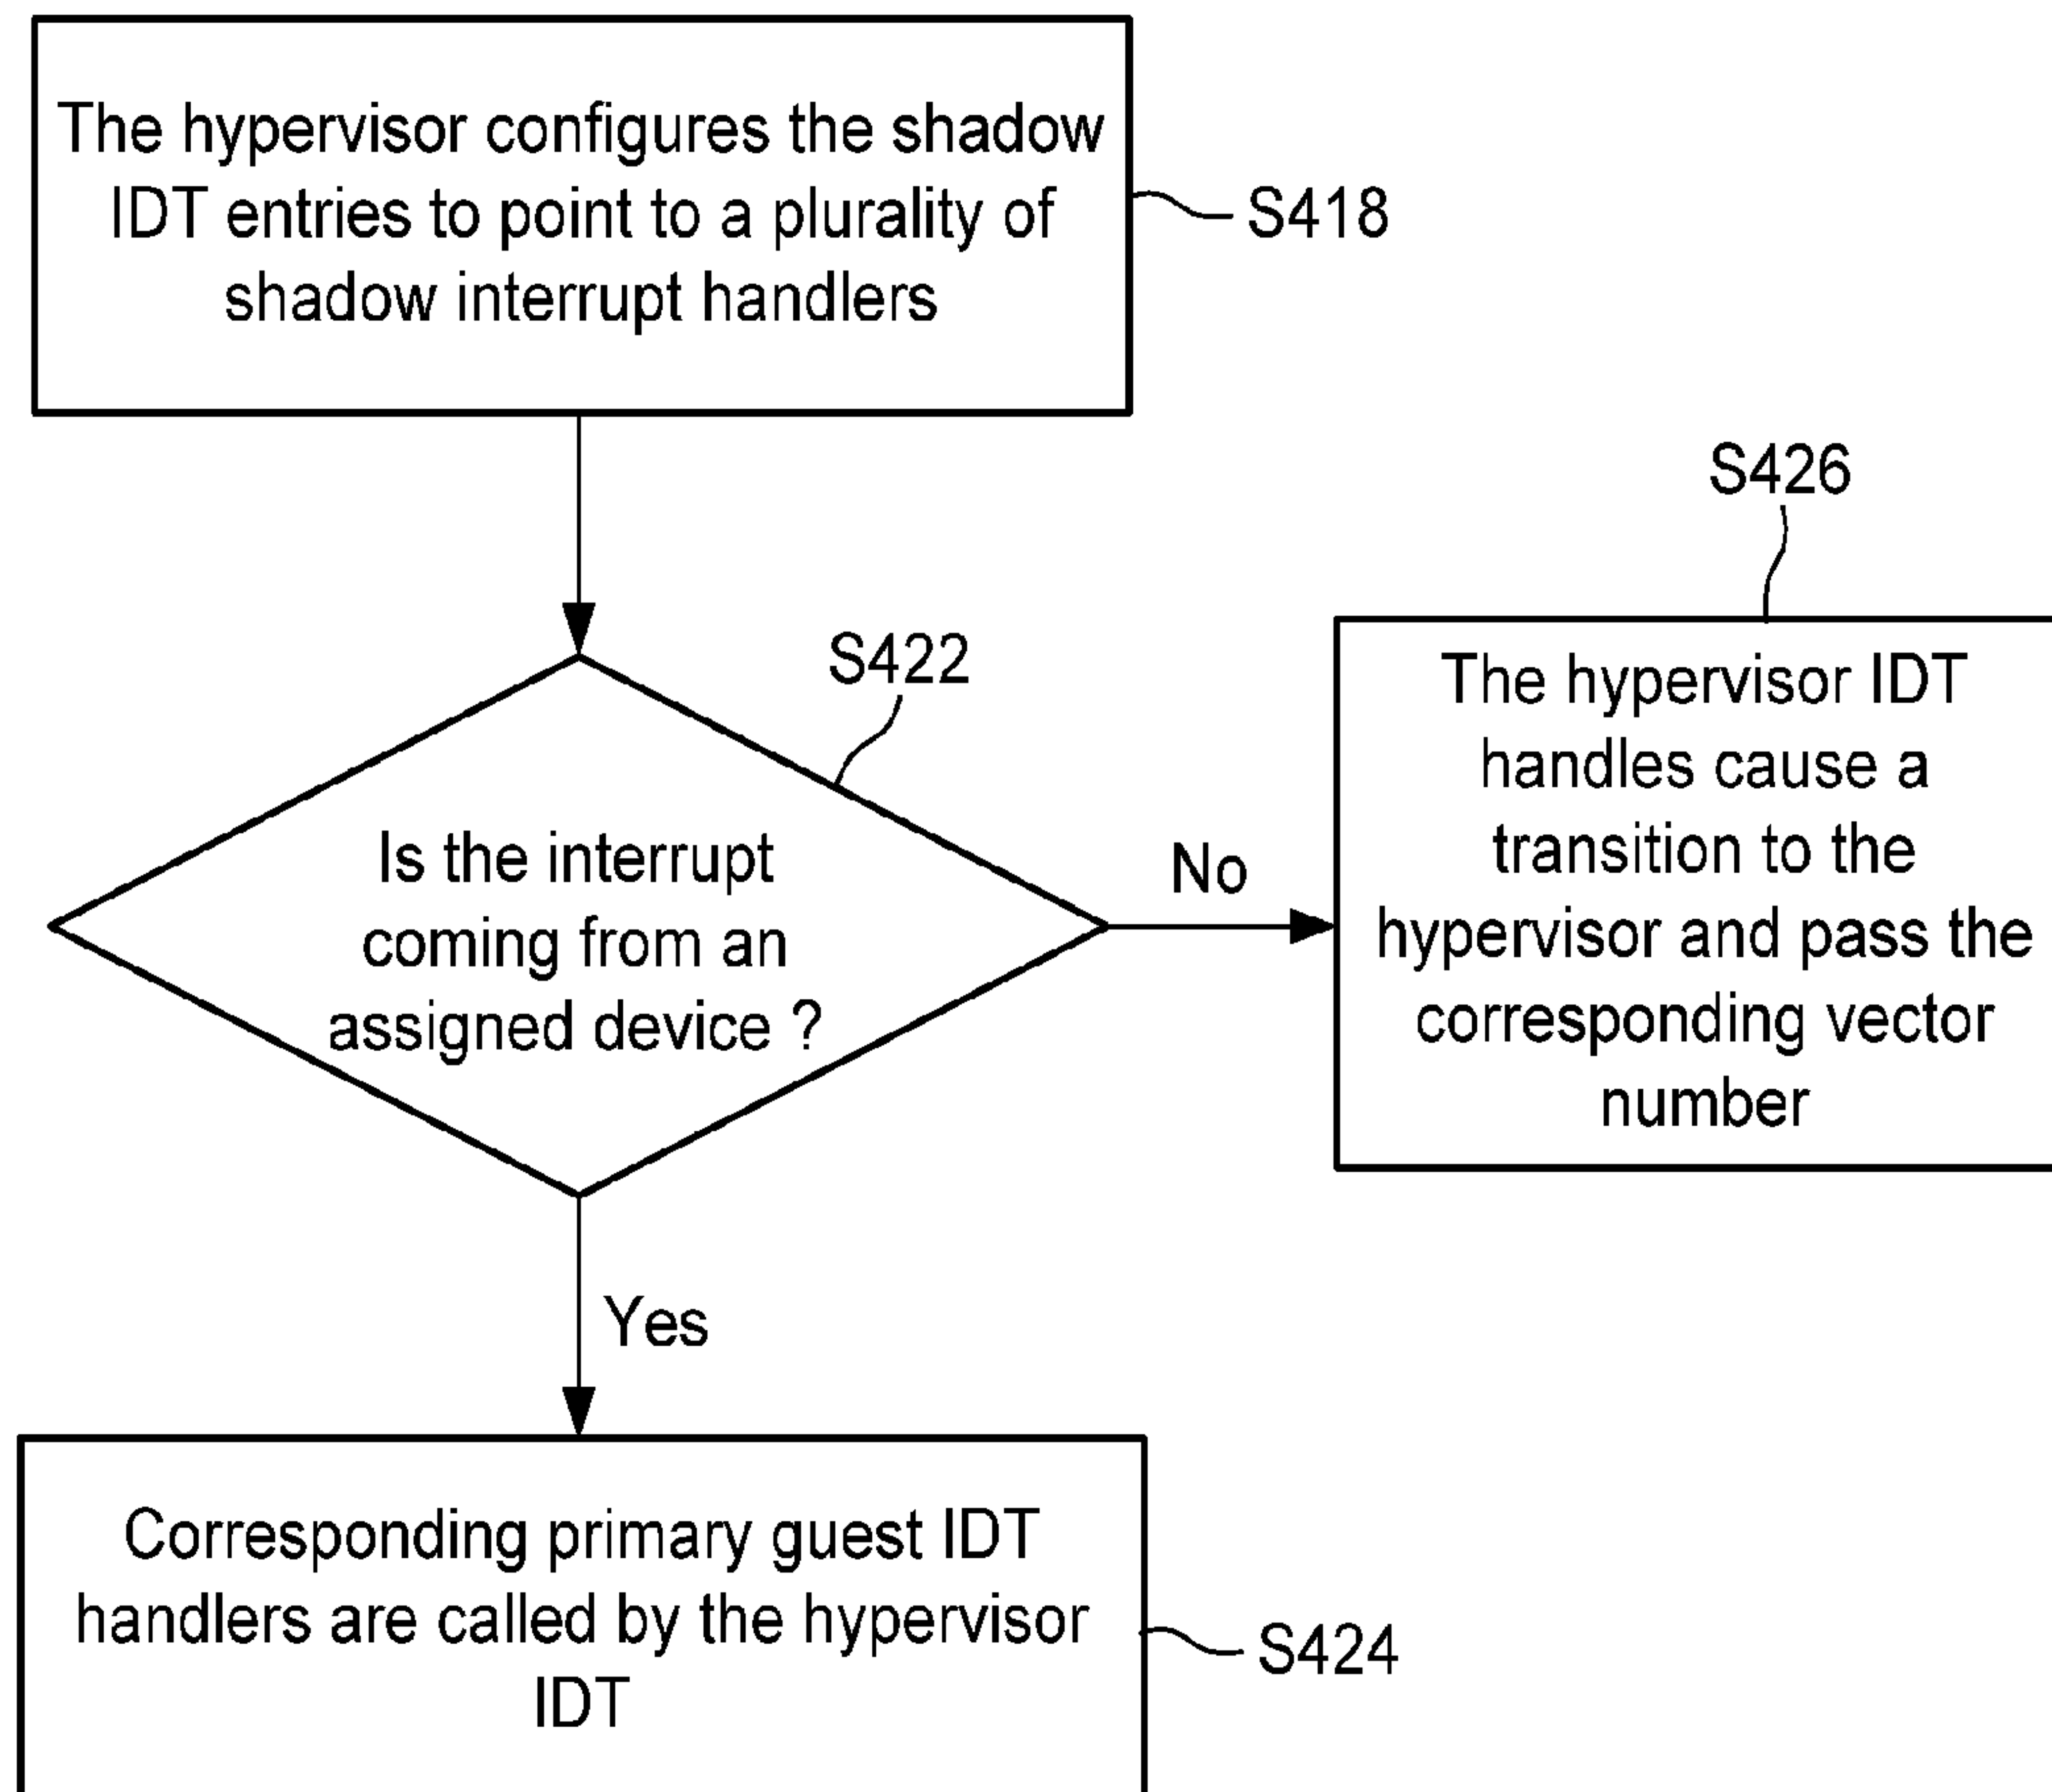 The hypervisor configures the shadow
IDT entries to point to a plurality of
shadow interrupt handlers
S418
S426
S422
The hypervisor IDT
handles cause a
transition to the
hypervisor and pass the
corresponding vector
number
Is the interrupt
coming from an
assigned device ?
No
Yes
Corresponding primary guest IDT
handlers are called by the hypervisor
IDT
S424